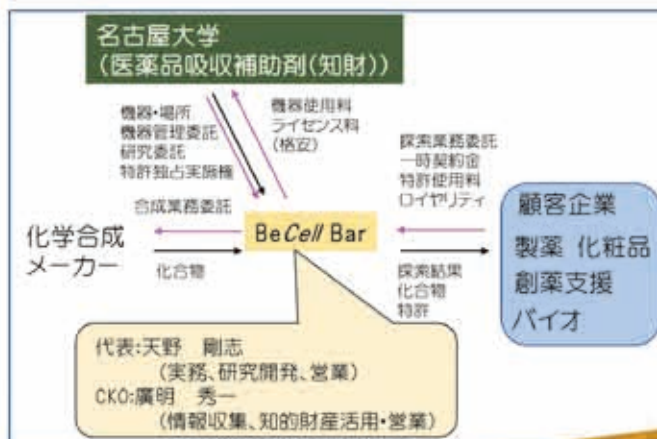 名古屋大学
(医薬品吸収補助剤(知財))
機器・場所
機器管理委託
研究委託
特許独占実施権
機器使用料
ライセンス料
(格安)
探索業務委託
一時契約金
特許使用料
ロイヤリティ
合成業務委託
化学合成
メーカー
化合物
BeCell Bar
探索結果
化合物
特許
顧客企業
製薬 化粧品
創薬支援
バイオ
代表:天野 剛志
(実務、研究開発、営業)
CKO:廣明 秀一
(情報収集、知的財産活用・営業)